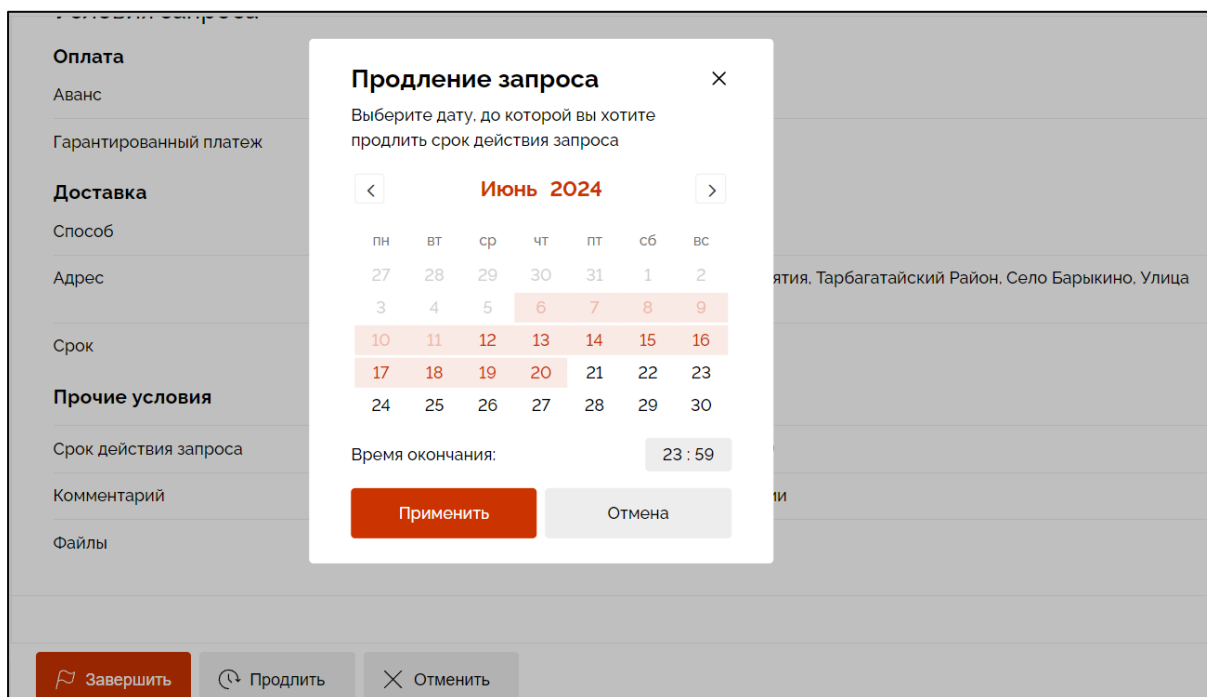 Условия запроса
Оплата
Аванс
Гарантированный платеж
Доставка
Способ
Адрес
ятия, Тарбагатайский Район, Село Барыкино, Улица
Срок
Прочие условия
Срок действия запроса
Комментарий
ии
Файлы
Продление запроса
Выберите дату, до которой вы хотите
продлить срок действия запроса
Июнь 2024
пн вт ср чт пт сб вс
27 28 29 30 31 1 2
3 4 5 6 7 8 9
10 11 12 13 14 15 16
17 18 19 20 21 22 23
24 25 26 27 28 29 30
Время окончания: 23 : 59
Применить Отмена
Завершить Продлить Отменить